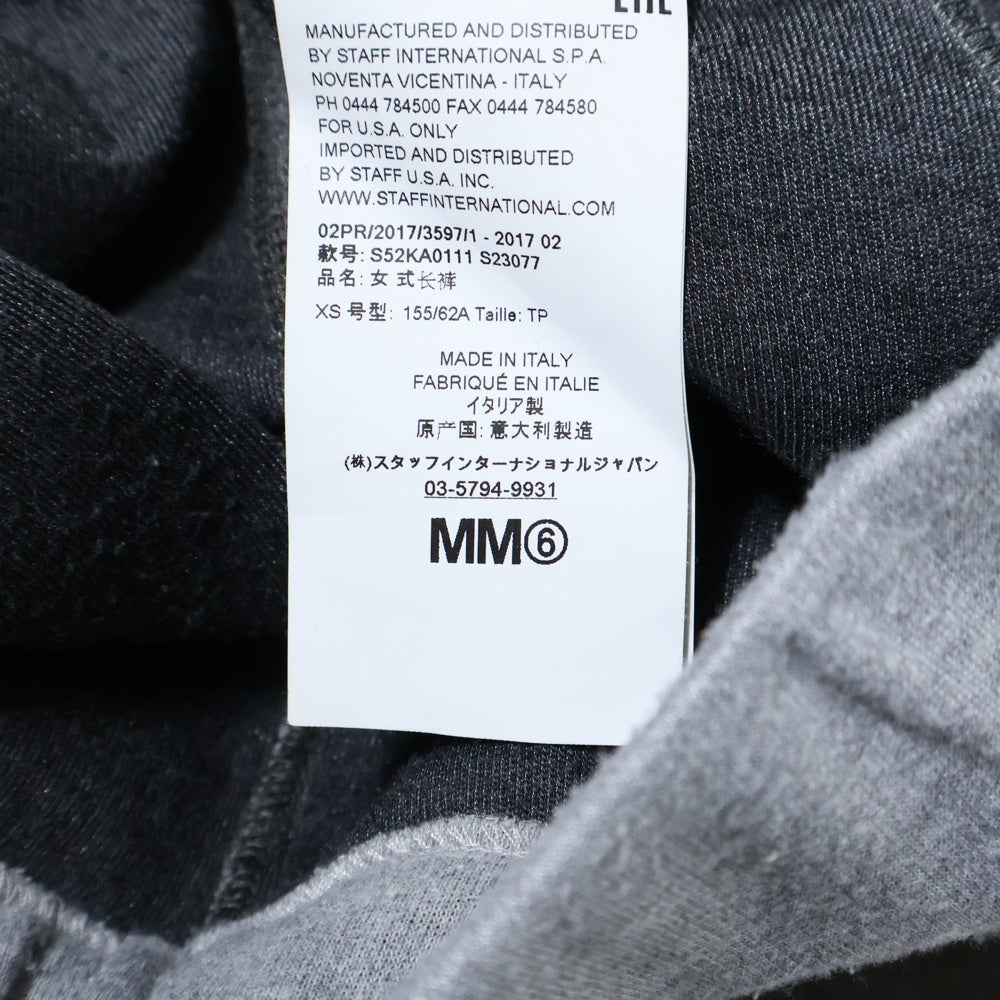 EAC
MANUFACTURED AND DISTRIBUTED
BY STAFF INTERNATIONAL S.P.A.
NOVENTA VICENTINA - ITALY
PH 0444 784500 FAX 0444 784580
FOR U.S.A. ONLY
IMPORTED AND DISTRIBUTED
BY STAFF U.S.A. INC.
WWW.STAFFINTERNATIONAL.COM
02PR/2017/3597/1 - 2017 02
款号: S52KA0111 S23077
品名: 女 式长裤
XS 号型: 155/62A Taille: TP
MADE IN ITALY
FABRIQUÉ EN ITALIE
イタリア製
原产国: 意大利製造
(株)スタッフインターナショナルジャパン
03-5794-9931
MM⑥